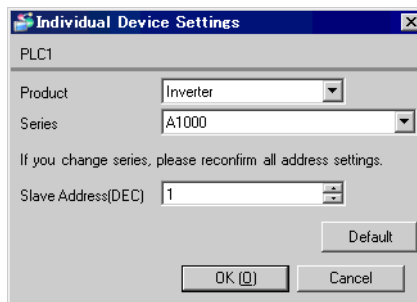 Individual Device Settings
PLC1
Product Inverter
Series A1000
If you change series, please reconfirm all address settings.
Slave Address(DEC) 1
Default
OK (O) Cancel